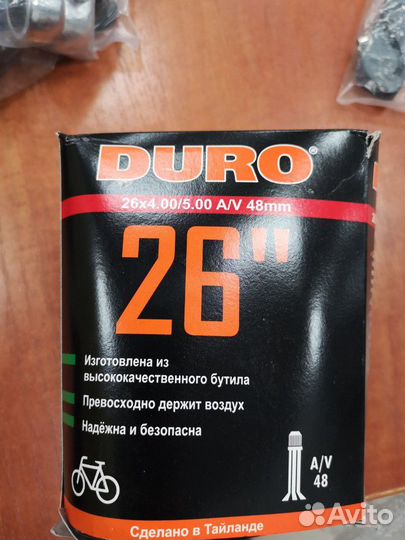 DURO®
26x4.00/5.00 A/V 48mm
26"
Изготовлена из
высококачественного бутила
Превосходно держит воздух
Надёжна и безопасна
A/V
48
Сделано в Тайланде
Avito